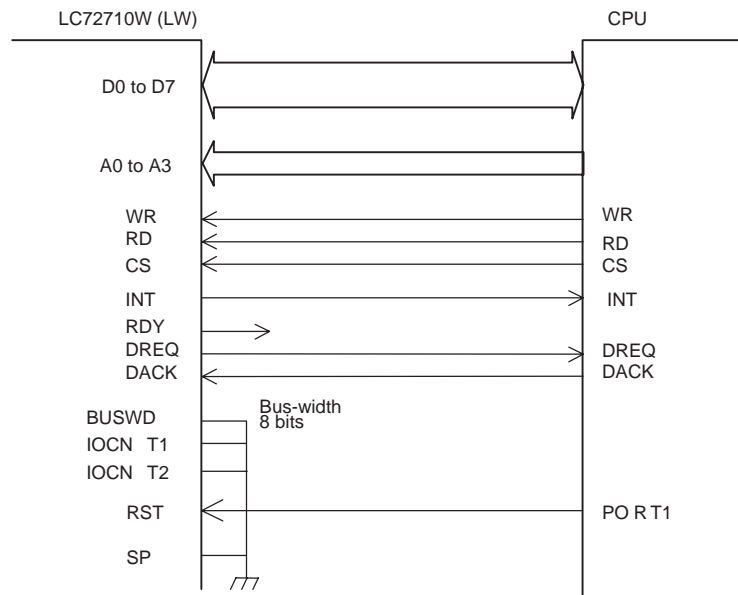 LC72710W (LW) CPU
D0 to D7
A0 to A3
WR WR
RD RD
CS CS
INT INT
RDY
DREQ DREQ
DACK DACK
BUSWD Bus-width
8 bits
IOCN T1
IOCN T2
RST PO R T1
SP